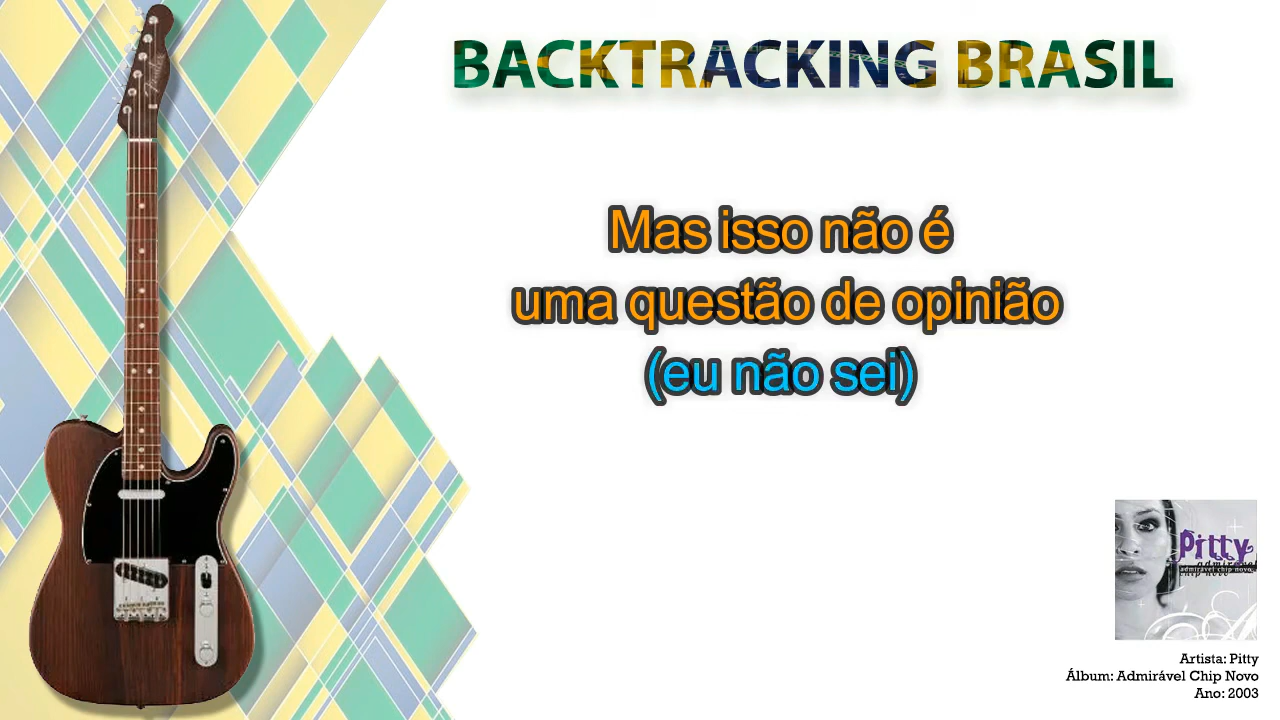 BACKTRACKING BRASIL
Mas isso não é
uma questão de opinião
(eu não sei)
Fender
Pitty
admirável chip novo
Artista: Pitty
Álbum: Admirável Chip Novo
Ano: 2003